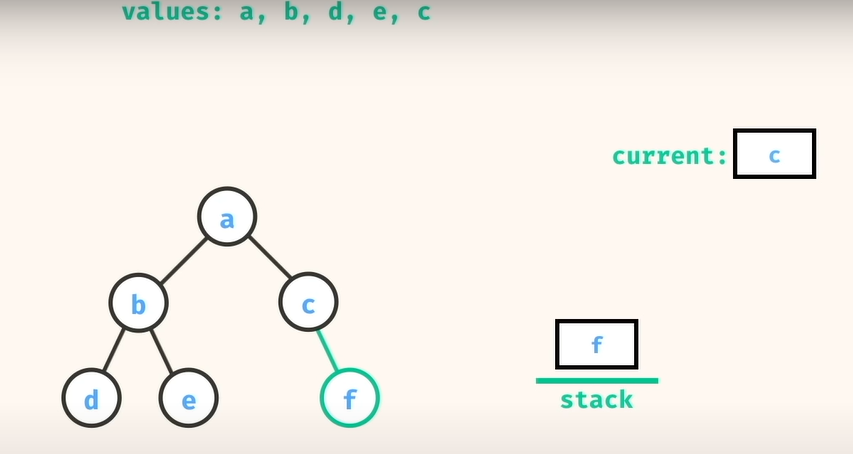 values: a, b, d, e, c
current: c
a
b c
d e f
f
stack